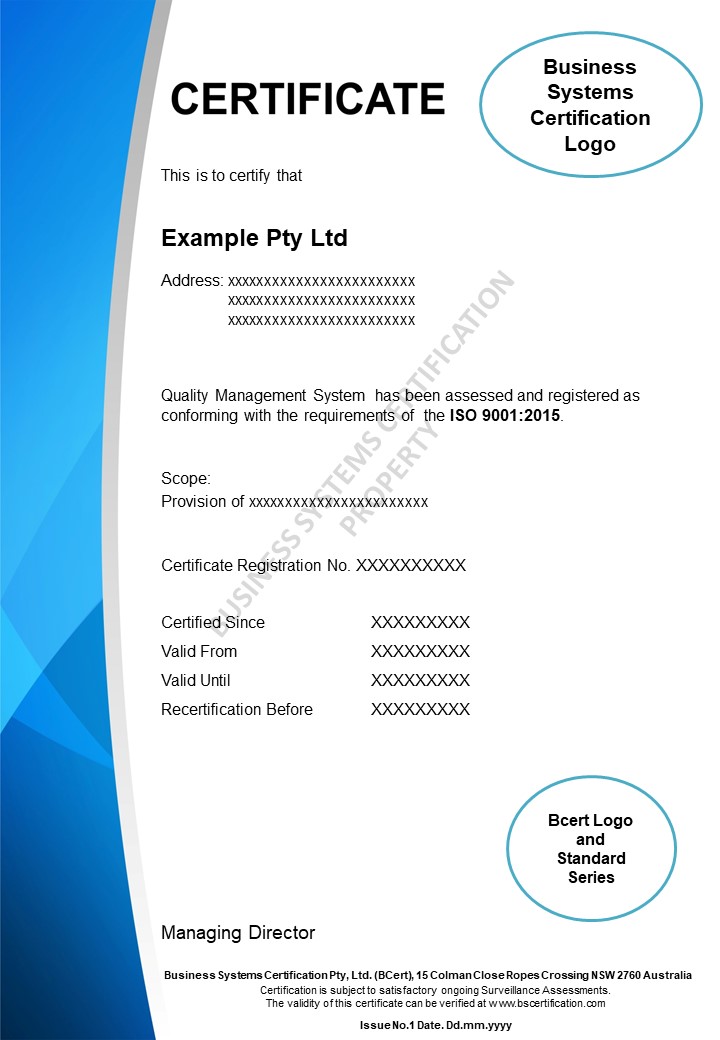 CERTIFICATE
Business
Systems
Certification
Logo
This is to certify that
Example Pty Ltd
Address: xxxxxxxxxxxxxxxxxxxxxxxxxx
xxxxxxxxxxxxxxxxxxxxxxxxxx
xxxxxxxxxxxxxxxxxxxxxxxxxx
BUSINESS SYSTEMS CERTIFICATION
PROPERTY
Quality Management System has been assessed and registered as
conforming with the requirements of the ISO 9001:2015.
Scope:
Provision of xxxxxxxxxxxxxxxxxxxxxxxxx
Certificate Registration No. XXXXXXXXXX
Certified Since XXXXXXXXX
Valid From XXXXXXXXX
Valid Until XXXXXXXXX
Recertification Before XXXXXXXXX
Bcert Logo
and
Standard
Series
Managing Director
Business Systems Certification Pty, Ltd. (BCert), 15 Colman Close Ropes Crossing NSW 2760 Australia
Certification is subject to satisfactory ongoing Surveillance Assessments.
The validity of this certificate can be verified at www.bscertification.com
Issue No.1 Date. Dd.mm.yyyy